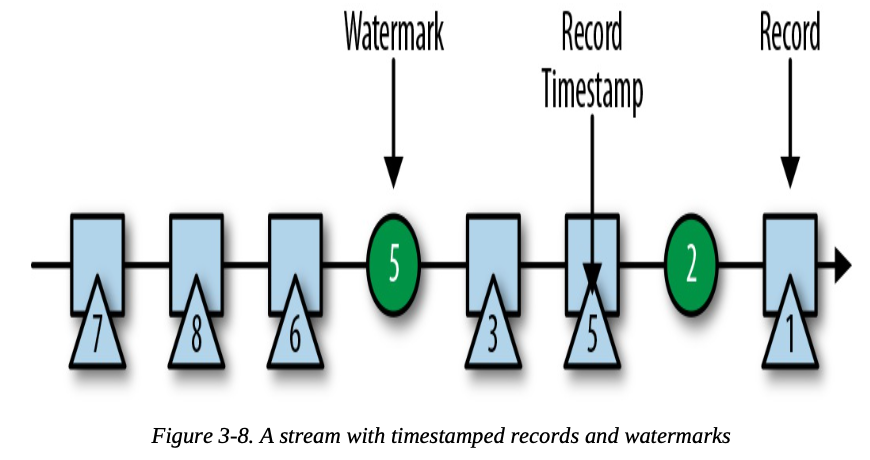 Watermark
Record
Timestamp
Record
7
8
6
5
3
5
2
1
Figure 3-8. A stream with timestamped records and watermarks